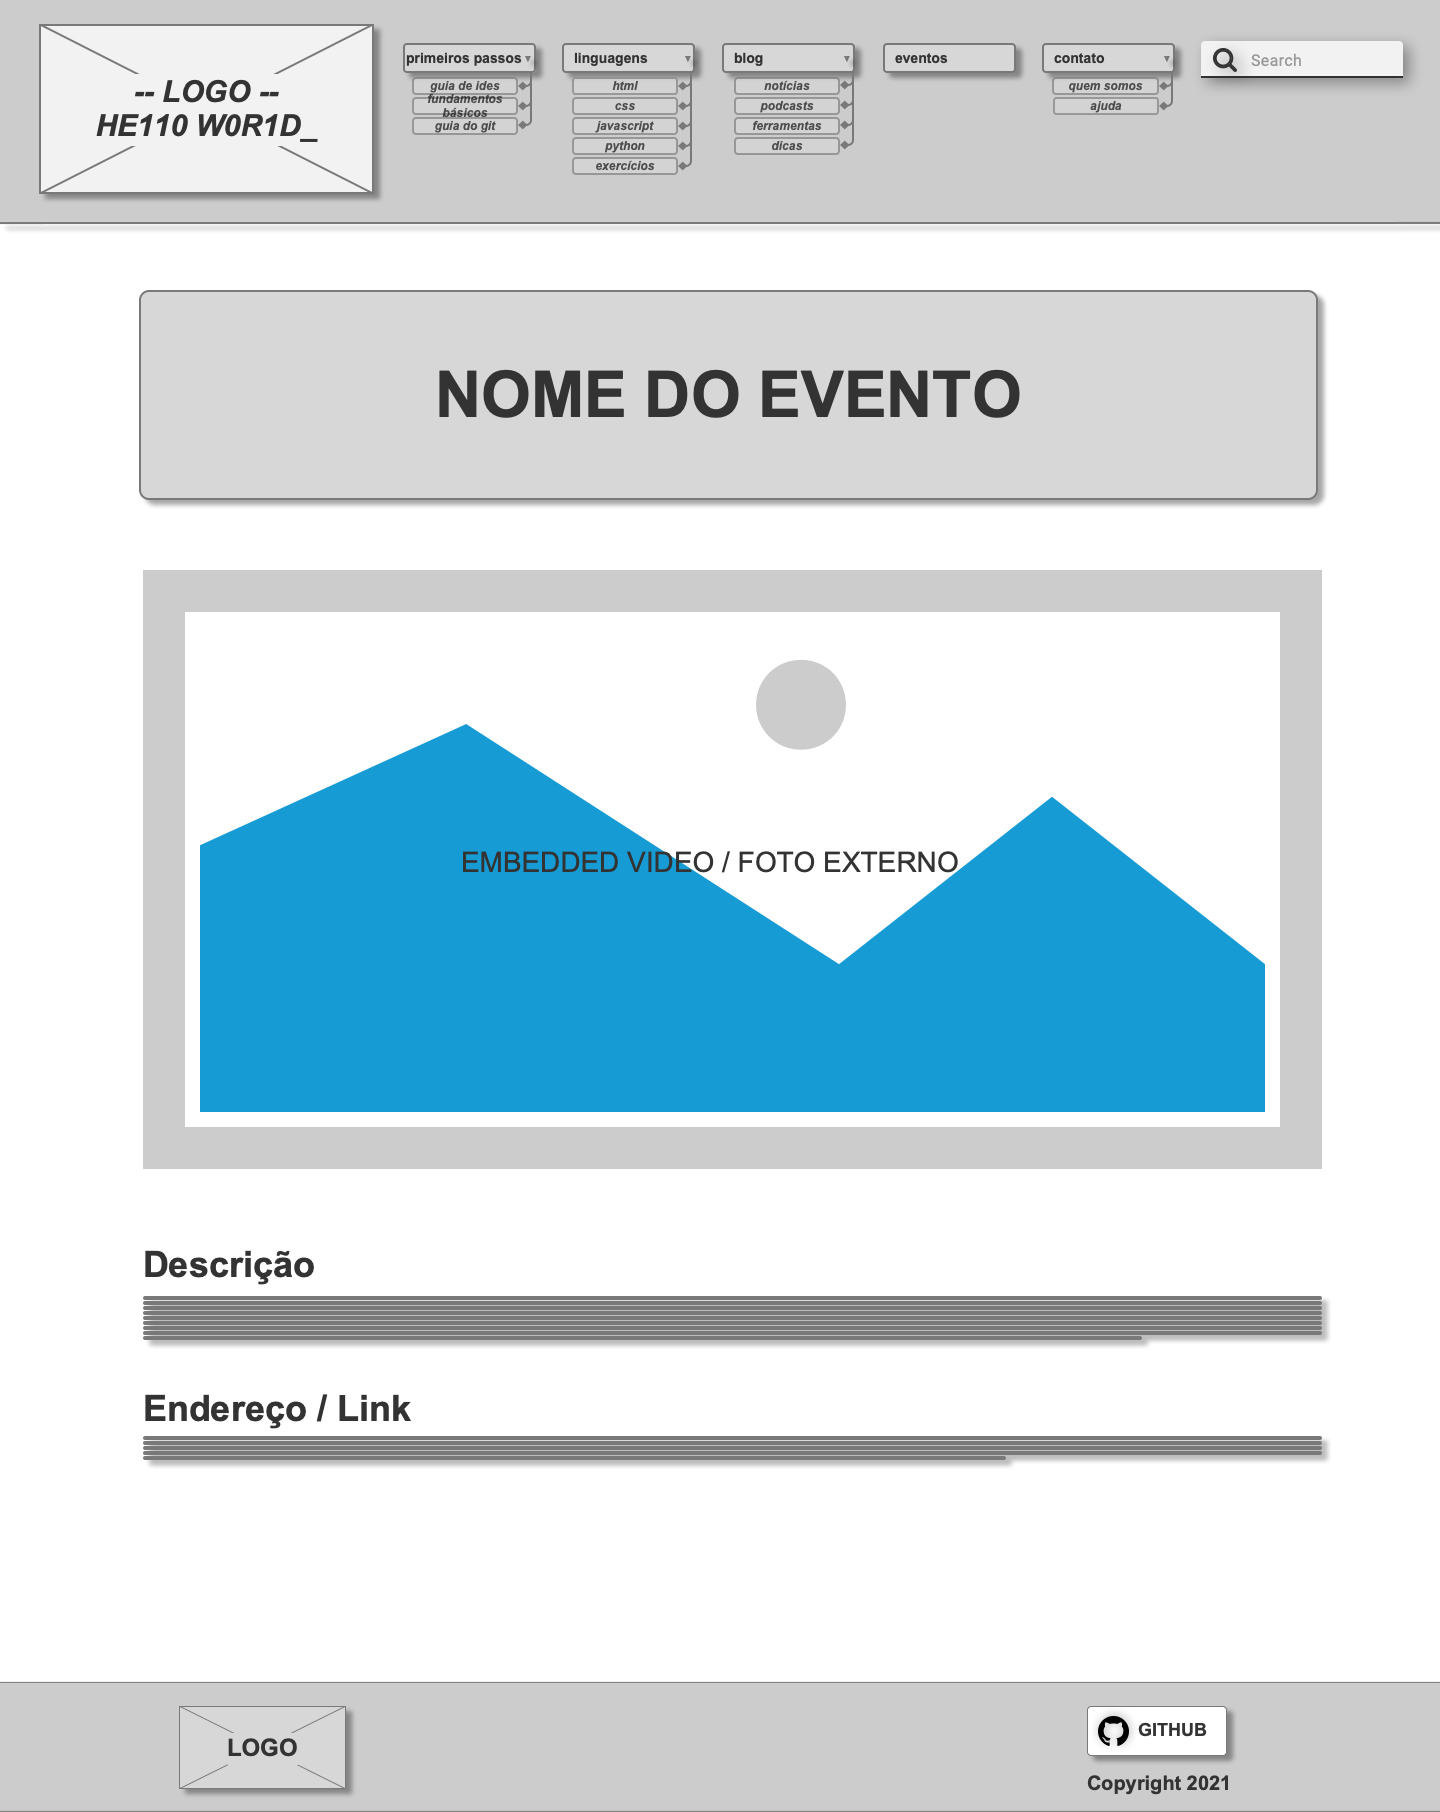 -- LOGO --
HE110 W0R1D_
primeiros passos ▾
guia de ides
fundamentos
básicos
guia do git
linguagens ▾
html
css
javascript
python
exercícios
blog ▾
notícias
podcasts
ferramentas
dicas
eventos
contato ▾
quem somos
ajuda
Search
NOME DO EVENTO
EMBEDDED VIDEO / FOTO EXTERNO
Descrição
Endereço / Link
LOGO
GITHUB
Copyright 2021